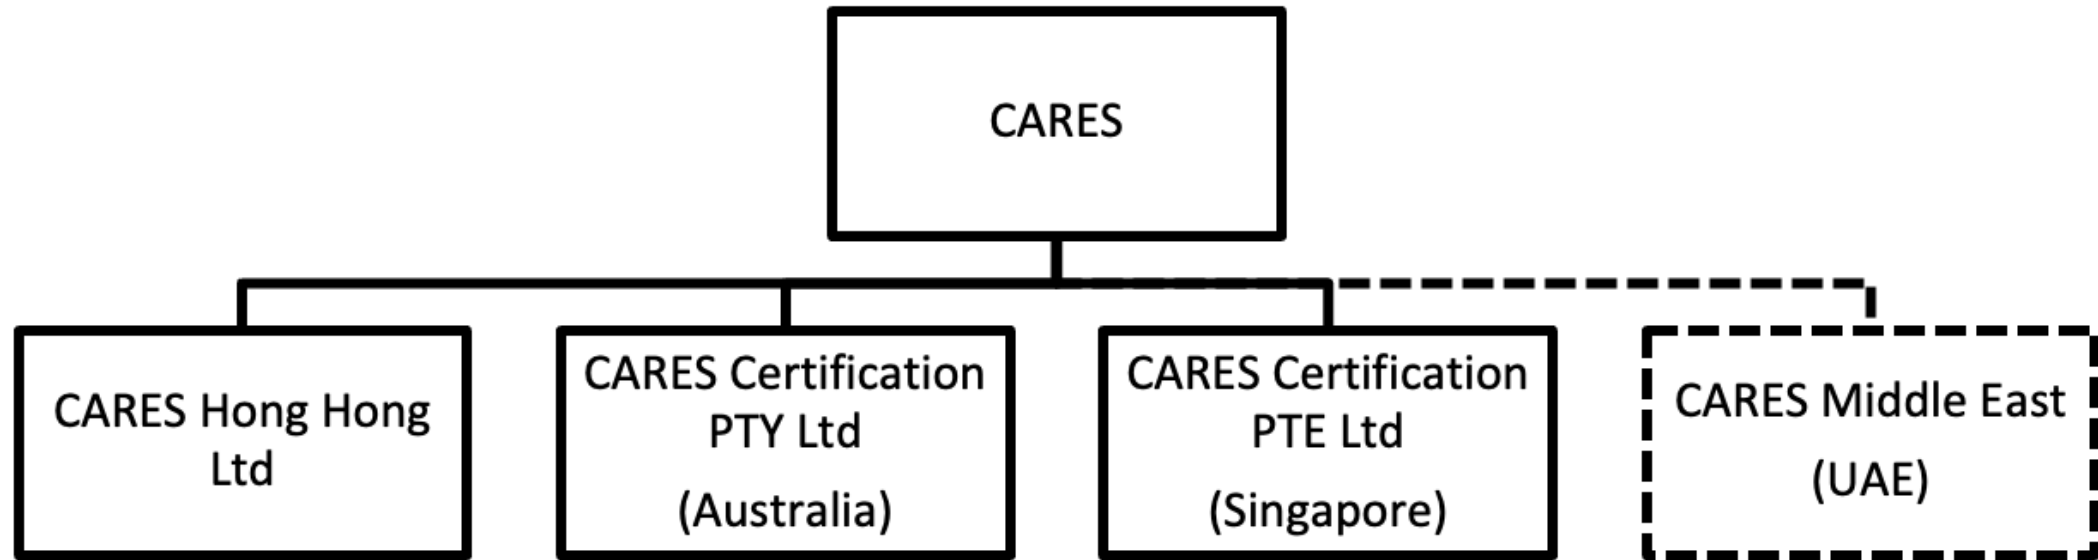 CARES
CARES Hong Hong
Ltd
CARES Certification
PTY Ltd
(Australia)
CARES Certification
PTE Ltd
(Singapore)
CARES Middle East
(UAE)